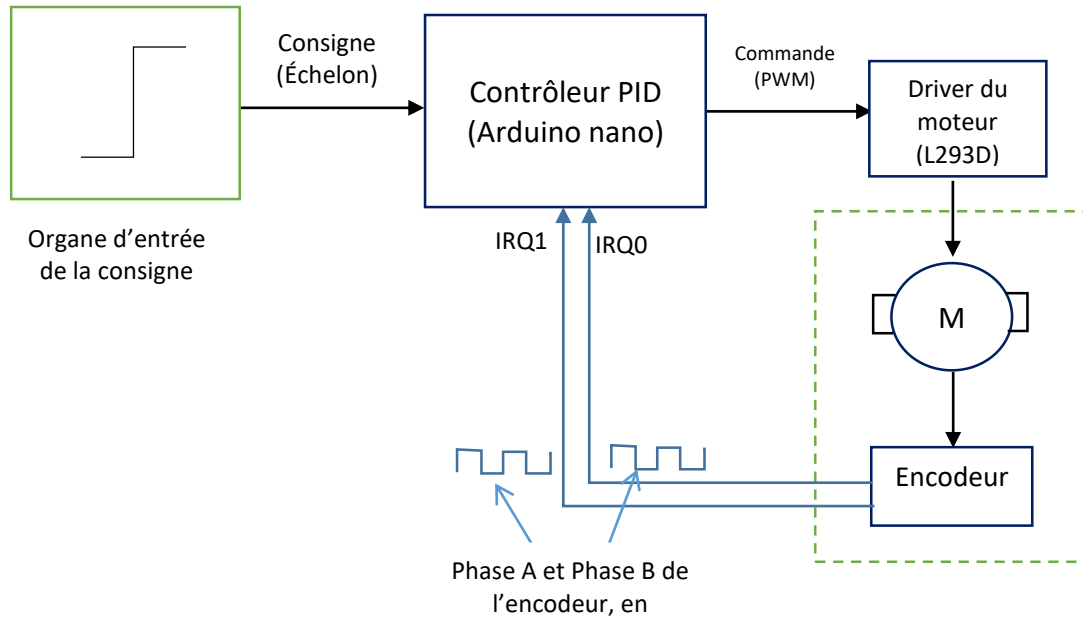 Consigne
(Échelon)
Contrôleur PID
(Arduino nano)
Commande
(PWM)
Driver du
moteur
(L293D)
Organe d’entrée
de la consigne
IRQ1
IRQ0
M
Encodeur
Phase A et Phase B de
l’encodeur, en